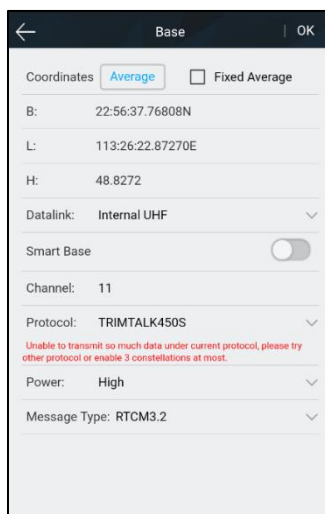 Base | OK
Coordinates Average Fixed Average
B: 22:56:37.76808N
L: 113:26:22.87270E
H: 48.8272
Datalink: Internal UHF
Smart Base
Channel: 11
Protocol: TRIMTALK450S
Unable to transmit so much data under current protocol, please try
other protocol or enable 3 constellations at most.
Power: High
Message Type: RTCM3.2